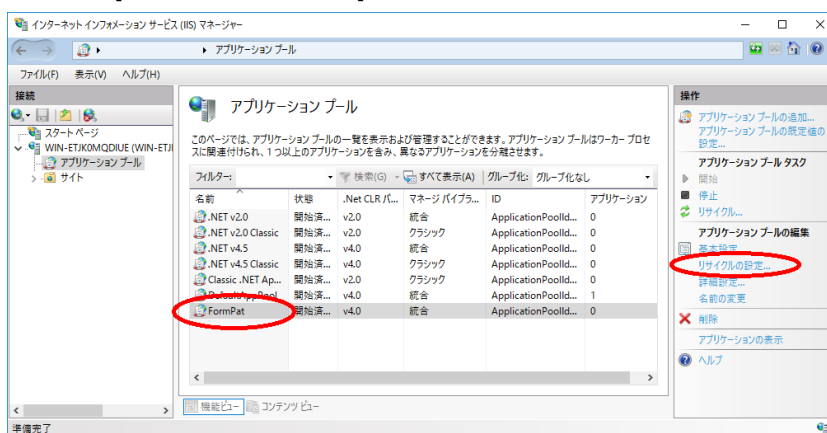 インターネット インフォメーション サービス (IIS) マネージャー
アプリケーション プール
ファイル(F) 表示(V) ヘルプ(H)
接続
スタート ページ
WIN-ETJK0MQDIUE (WIN-ETJ
アプリケーション プール
サイト
アプリケーション プール
このページでは、アプリケーション プールの一覧を表示および管理することができます。アプリケーション プールはワーカー プロセ
スに関連付けられ、1 つ以上のアプリケーションを含み、異なるアプリケーションを分離させます。
フィルター: 検索(G) すべて表示(A) グループ化: グループ化なし
名前 状態 .Net CLR バ... マネージ パイプラ... ID アプリケーション
.NET v2.0 開始済... v2.0 統合 ApplicationPoolId... 0
.NET v2.0 Classic 開始済... v2.0 クラシック ApplicationPoolId... 0
.NET v4.5 開始済... v4.0 統合 ApplicationPoolId... 0
.NET v4.5 Classic 開始済... v4.0 クラシック ApplicationPoolId... 0
Classic .NET Ap... 開始済... v2.0 クラシック ApplicationPoolId... 0
DefaultAppPool 開始済... v4.0 統合 ApplicationPoolId... 1
FormPat 開始済... v4.0 統合 ApplicationPoolId... 0
機能ビュー コンテンツ ビュー
操作
アプリケーション プールの追加...
アプリケーション プールの既定値の
設定...
アプリケーション プール タスク
開始
停止
リサイクル...
アプリケーション プールの編集
基本設定...
リサイクルの設定...
詳細設定...
名前の変更
削除
アプリケーションの表示
ヘルプ
準備完了